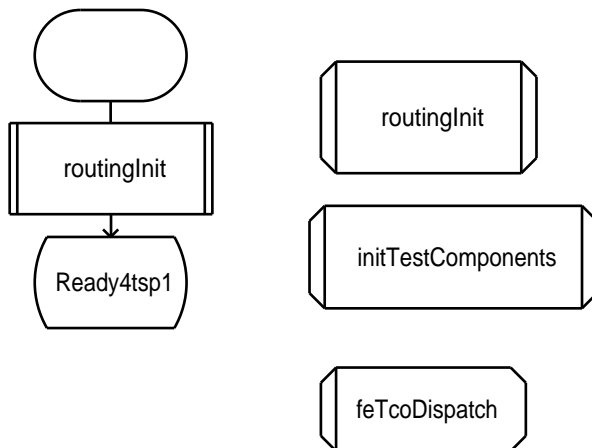 routingInit
Ready4tsp1
routingInit
initTestComponents
feTcoDispatch